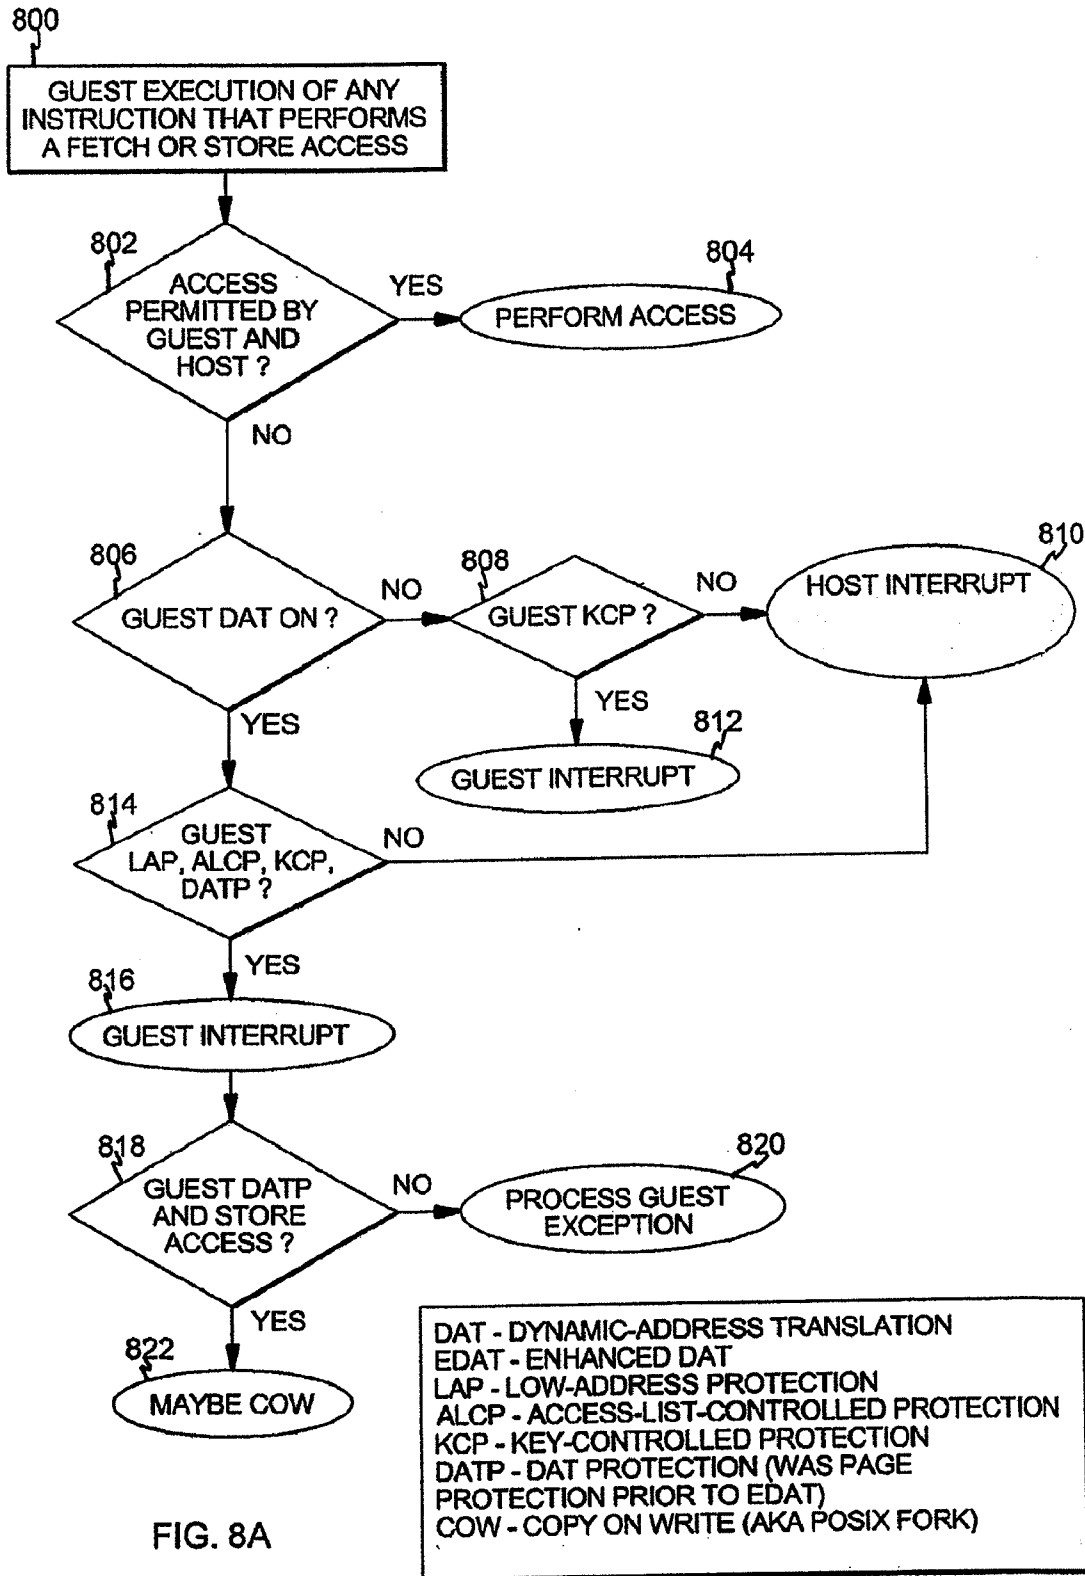 800
GUEST EXECUTION OF ANY
INSTRUCTION THAT PERFORMS
A FETCH OR STORE ACCESS
802
ACCESS
PERMITTED BY
GUEST AND
HOST ?
YES
804
PERFORM ACCESS
NO
806
GUEST DAT ON ?
NO
808
GUEST KCP ?
NO
810
HOST INTERRUPT
YES
YES
812
GUEST INTERRUPT
814
GUEST
LAP, ALCP, KCP,
DATP ?
NO
YES
816
GUEST INTERRUPT
818
GUEST DATP
AND STORE
ACCESS ?
NO
820
PROCESS GUEST
EXCEPTION
YES
822
MAYBE COW
DAT - DYNAMIC-ADDRESS TRANSLATION
EDAT - ENHANCED DAT
LAP - LOW-ADDRESS PROTECTION
ALCP - ACCESS-LIST-CONTROLLED PROTECTION
KCP - KEY-CONTROLLED PROTECTION
DATP - DAT PROTECTION (WAS PAGE
PROTECTION PRIOR TO EDAT)
COW - COPY ON WRITE (AKA POSIX FORK)
FIG. 8A